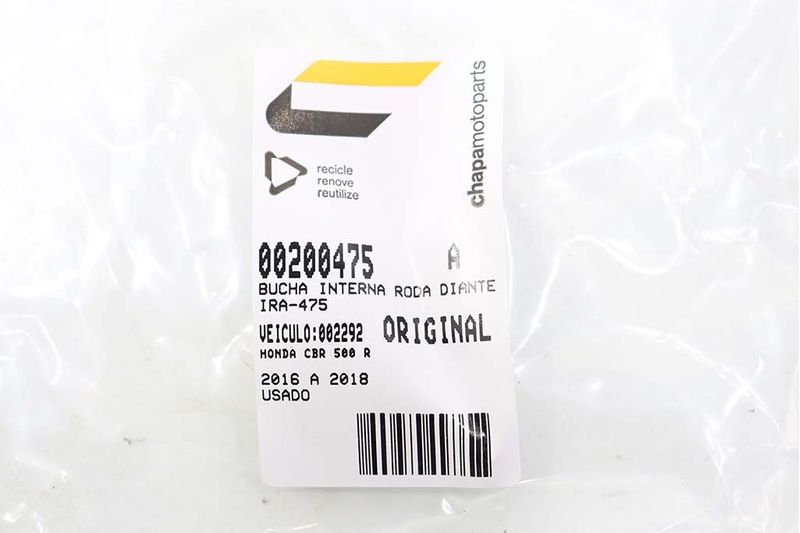 chapamotoparts
recicle
renove
reutilize
00200475 A
BUCHA INTERNA RODA DIANTE
IRA-475
VEICULO:002292 ORIGINAL
HONDA CBR 500 R
2016 A 2018
USADO